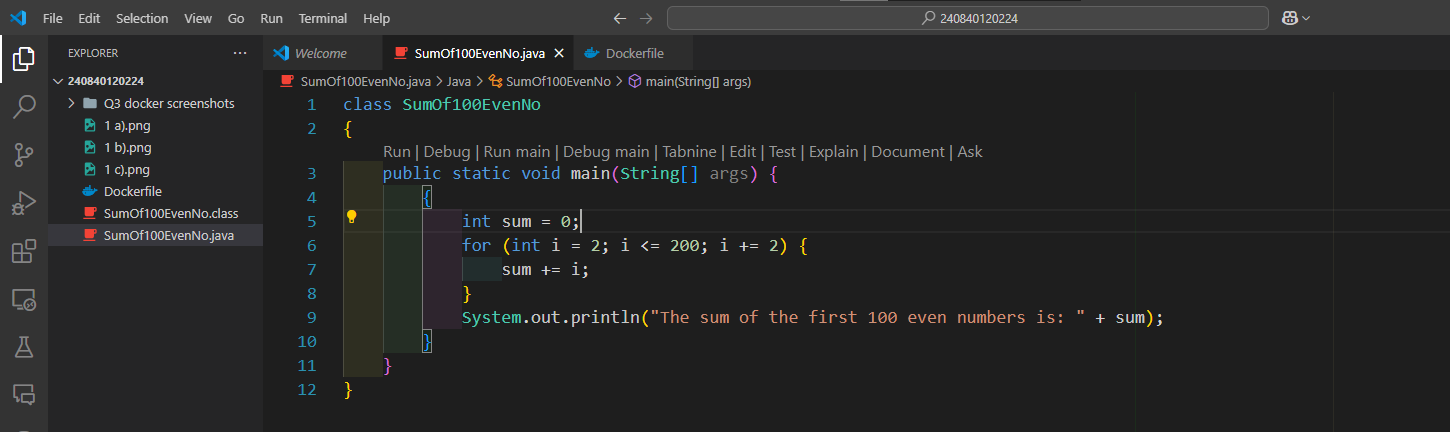 File Edit Selection View Go Run Terminal Help 240840120224
EXPLORER ...
240840120224
Q3 docker screenshots
1 a).png
1 b).png
1 c).png
Dockerfile
SumOf100EvenNo.class
SumOf100EvenNo.java
Welcome SumOf100EvenNo.java Dockerfile
SumOf100EvenNo.java > Java > SumOf100EvenNo > main(String[] args)
1 class SumOf100EvenNo
2 {
Run | Debug | Run main | Debug main | Tabnine | Edit | Test | Explain | Document | Ask
3 public static void main(String[] args) {
4 {
5 int sum = 0;
6 for (int i = 2; i <= 200; i += 2) {
7 sum += i;
8 }
9 System.out.println("The sum of the first 100 even numbers is: " + sum);
10 }
11 }
12 }